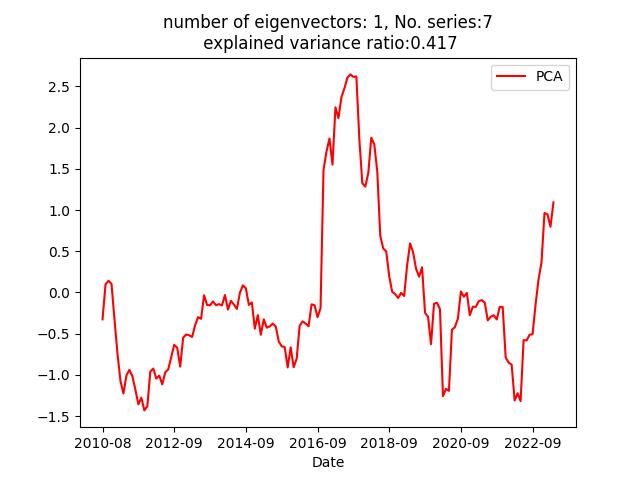 number of eigenvectors: 1, No. series:7
explained variance ratio:0.417
PCA
2.5
2.0
1.5
1.0
0.5
0.0
−0.5
−1.0
−1.5
2010-08 2012-09 2014-09 2016-09 2018-09 2020-09 2022-09
Date